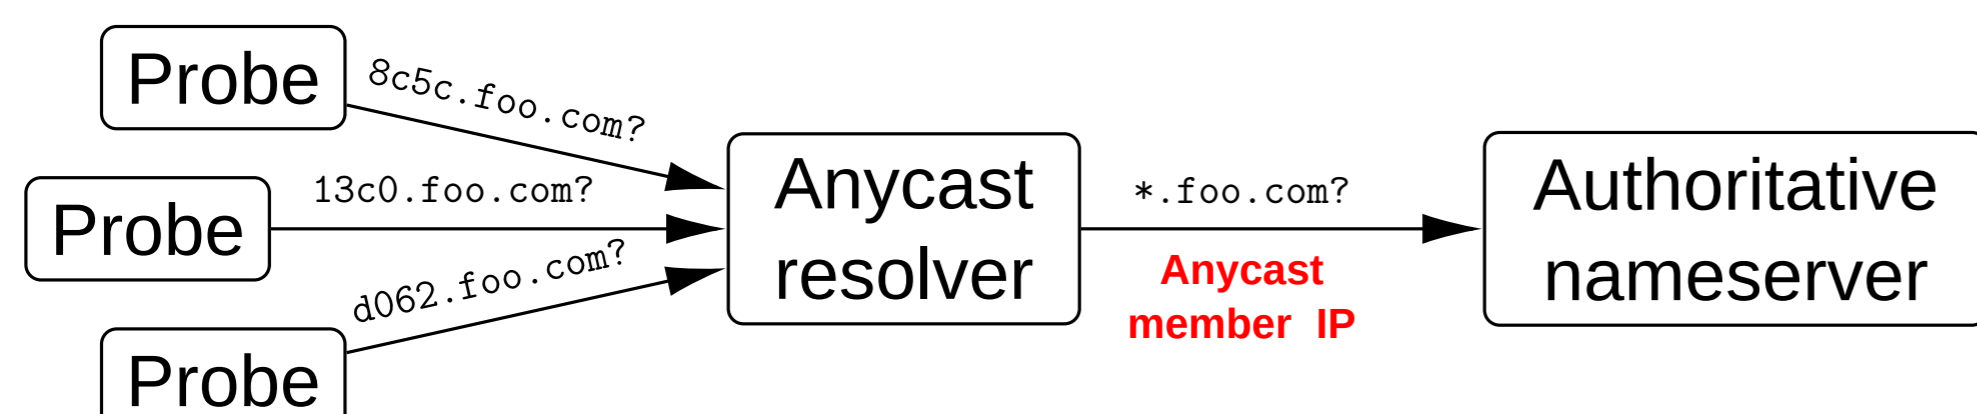 Probe
8c5c.foo.com?
Probe
13c0.foo.com?
Probe
d062.foo.com?
Anycast
resolver
*.foo.com?
Anycast
member IP
Authoritative
nameserver